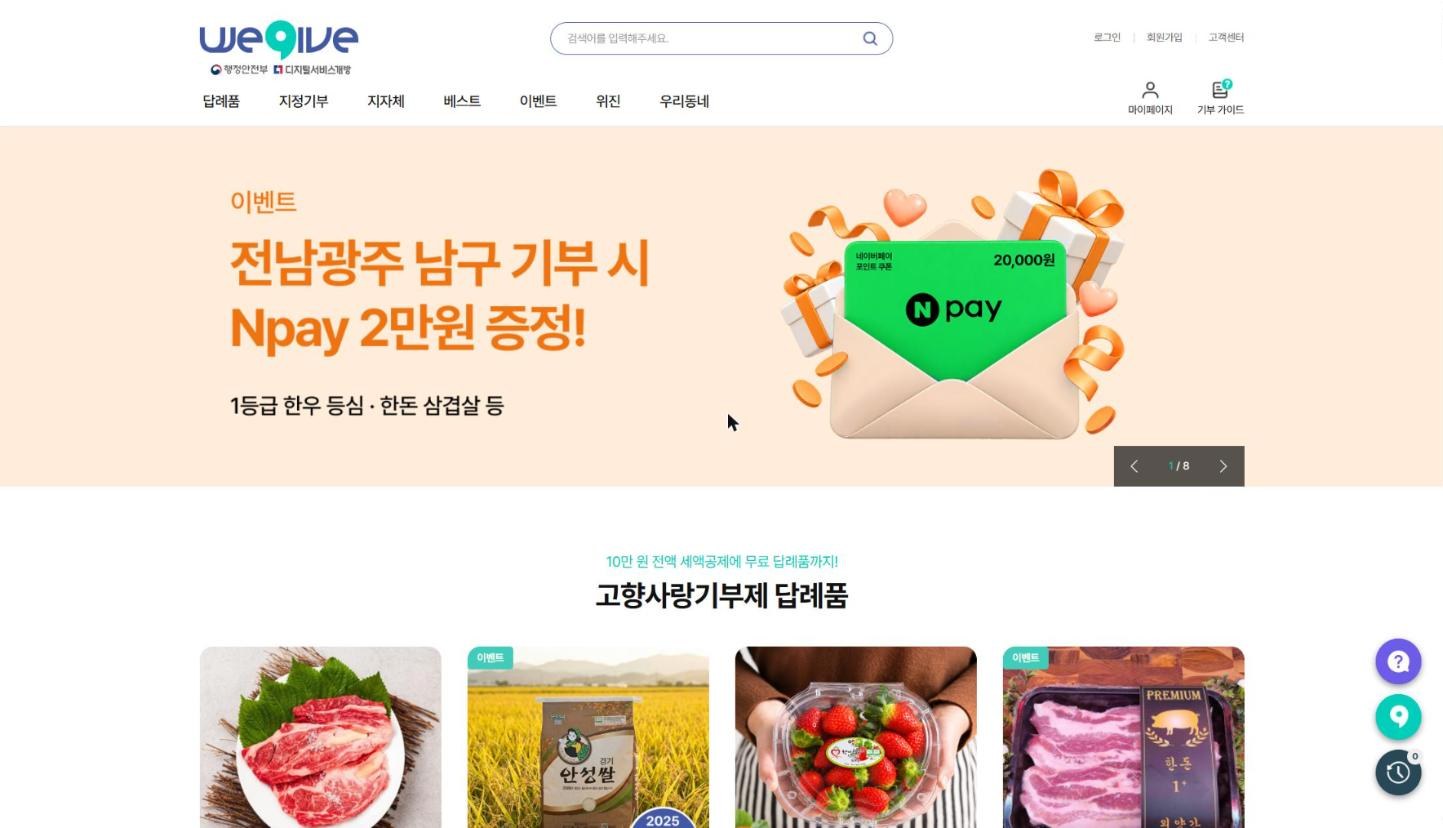 wegive
행정안전부 디지털서비스개방
검색어를 입력해주세요.
로그인 회원가입 고객센터
답례품 지정기부 지자체 베스트 이벤트 위진 우리동네
마이페이지 기부 가이드
이벤트
전남광주 남구 기부 시
Npay 2만원 증정!
1등급 한우 등심 · 한돈 삼겹살 등
네이버페이
포인트 쿠폰
20,000원
N pay
1 / 8
10만 원 전액 세액공제에 무료 답례품까지!
고향사랑기부제 답례품
이벤트
경기
안성쌀
2025
이벤트
PREMIUM
한돈
1+
0